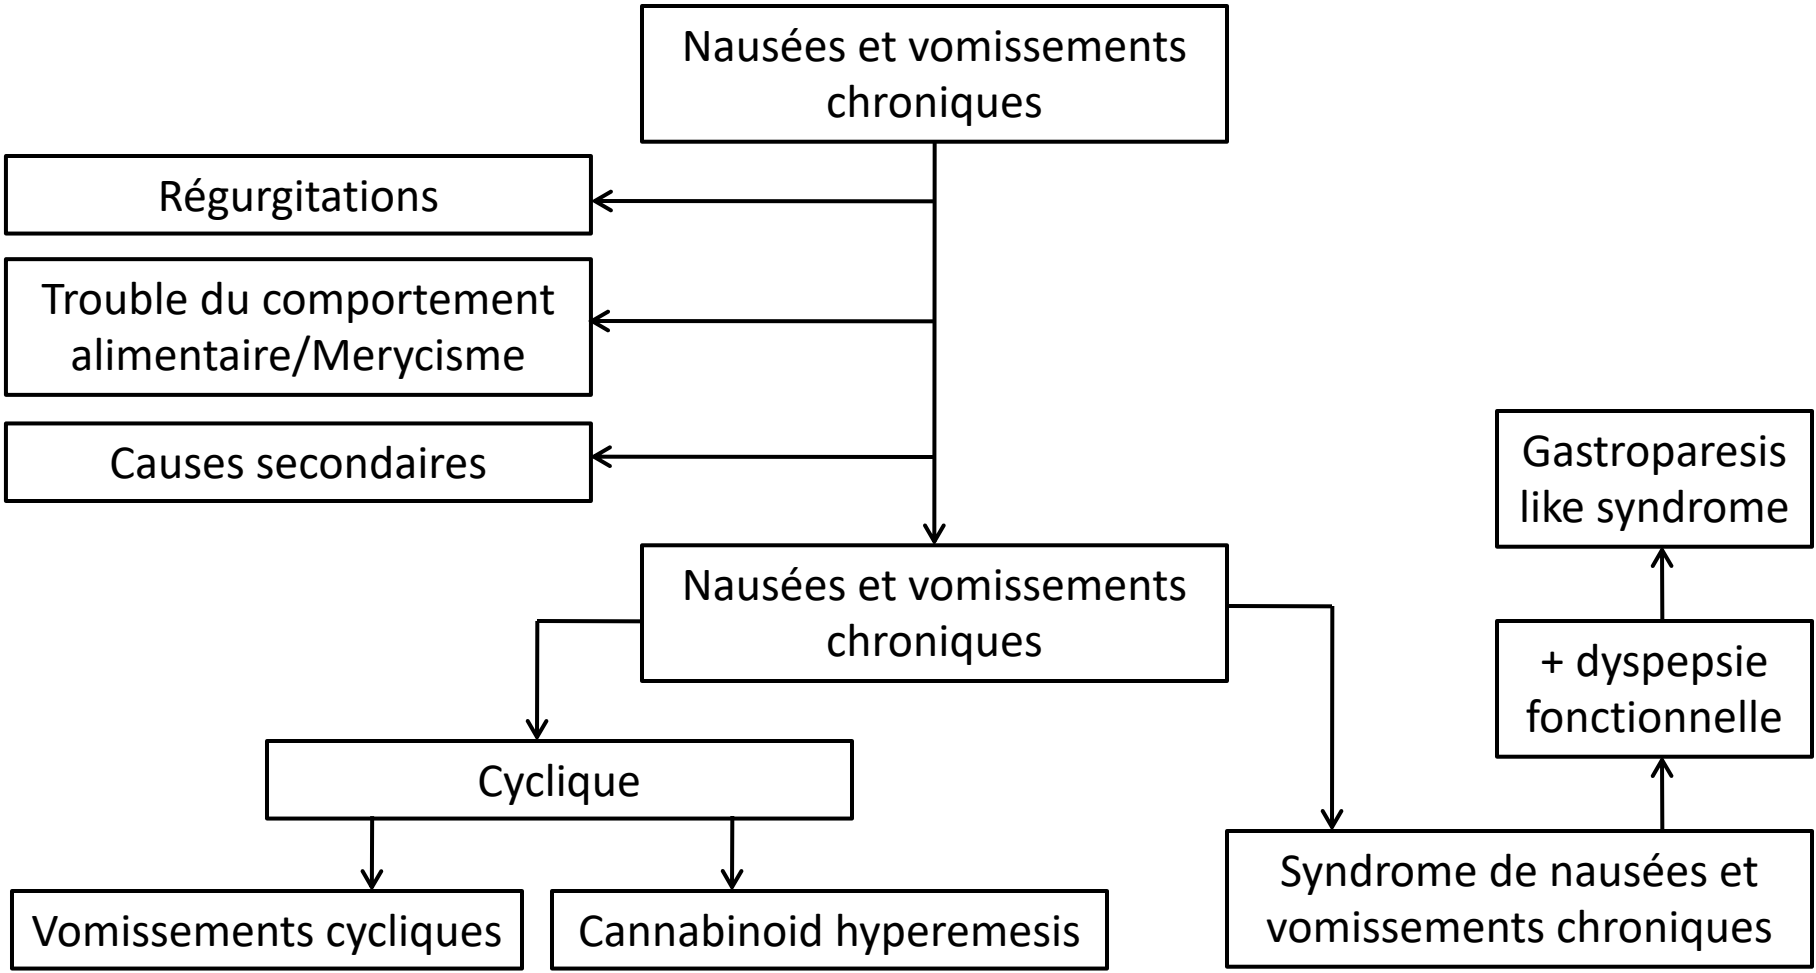 Nausées et vomissements
chroniques
Régurgitations
Trouble du comportement
alimentaire/Merycisme
Causes secondaires
Gastroparesis
like syndrome
Nausées et vomissements
chroniques
+ dyspepsie
fonctionnelle
Cyclique
Syndrome de nausées et
vomissements chroniques
Vomissements cycliques
Cannabinoid hyperemesis